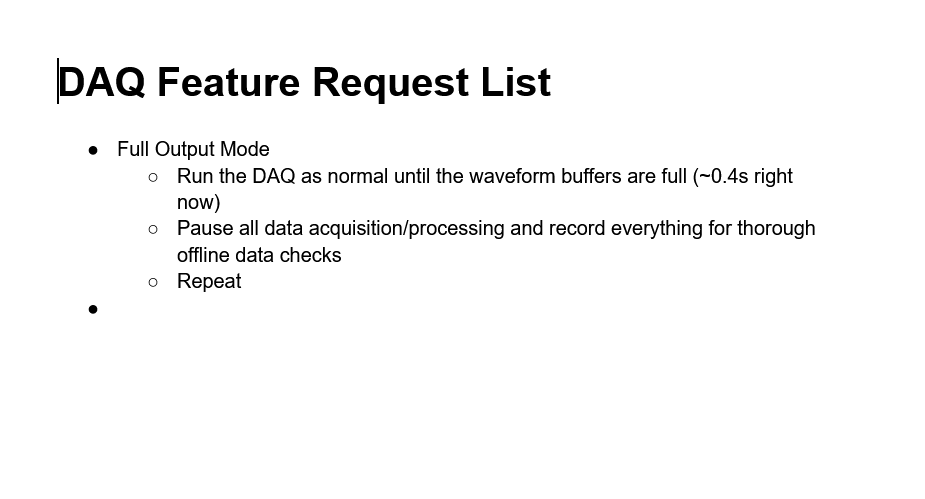 DAQ Feature Request List
● Full Output Mode
○ Run the DAQ as normal until the waveform buffers are full (~0.4s right
now)
○ Pause all data acquisition/processing and record everything for thorough
offline data checks
○ Repeat
●